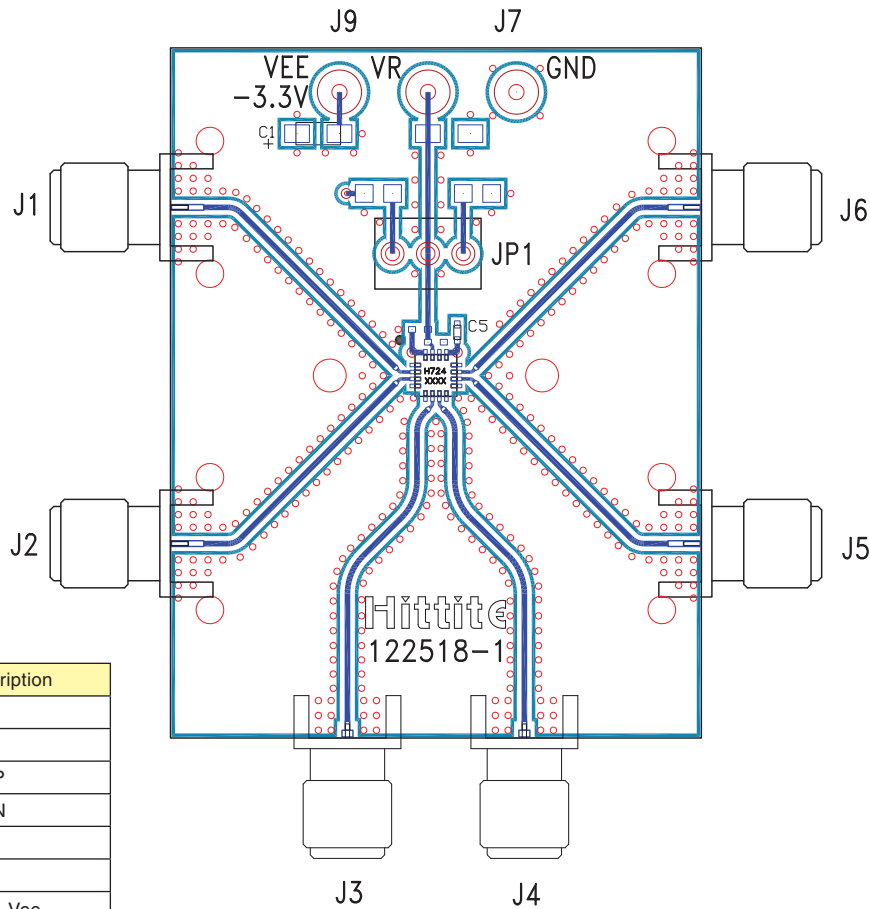 J9
J7
VEE
VR
GND
-3.3V
C1
+
J1
J6
JP1
C5
H724
XXXX
J2
J5
Hittite
122518-1
ription
P
N
Vee
J3
J4